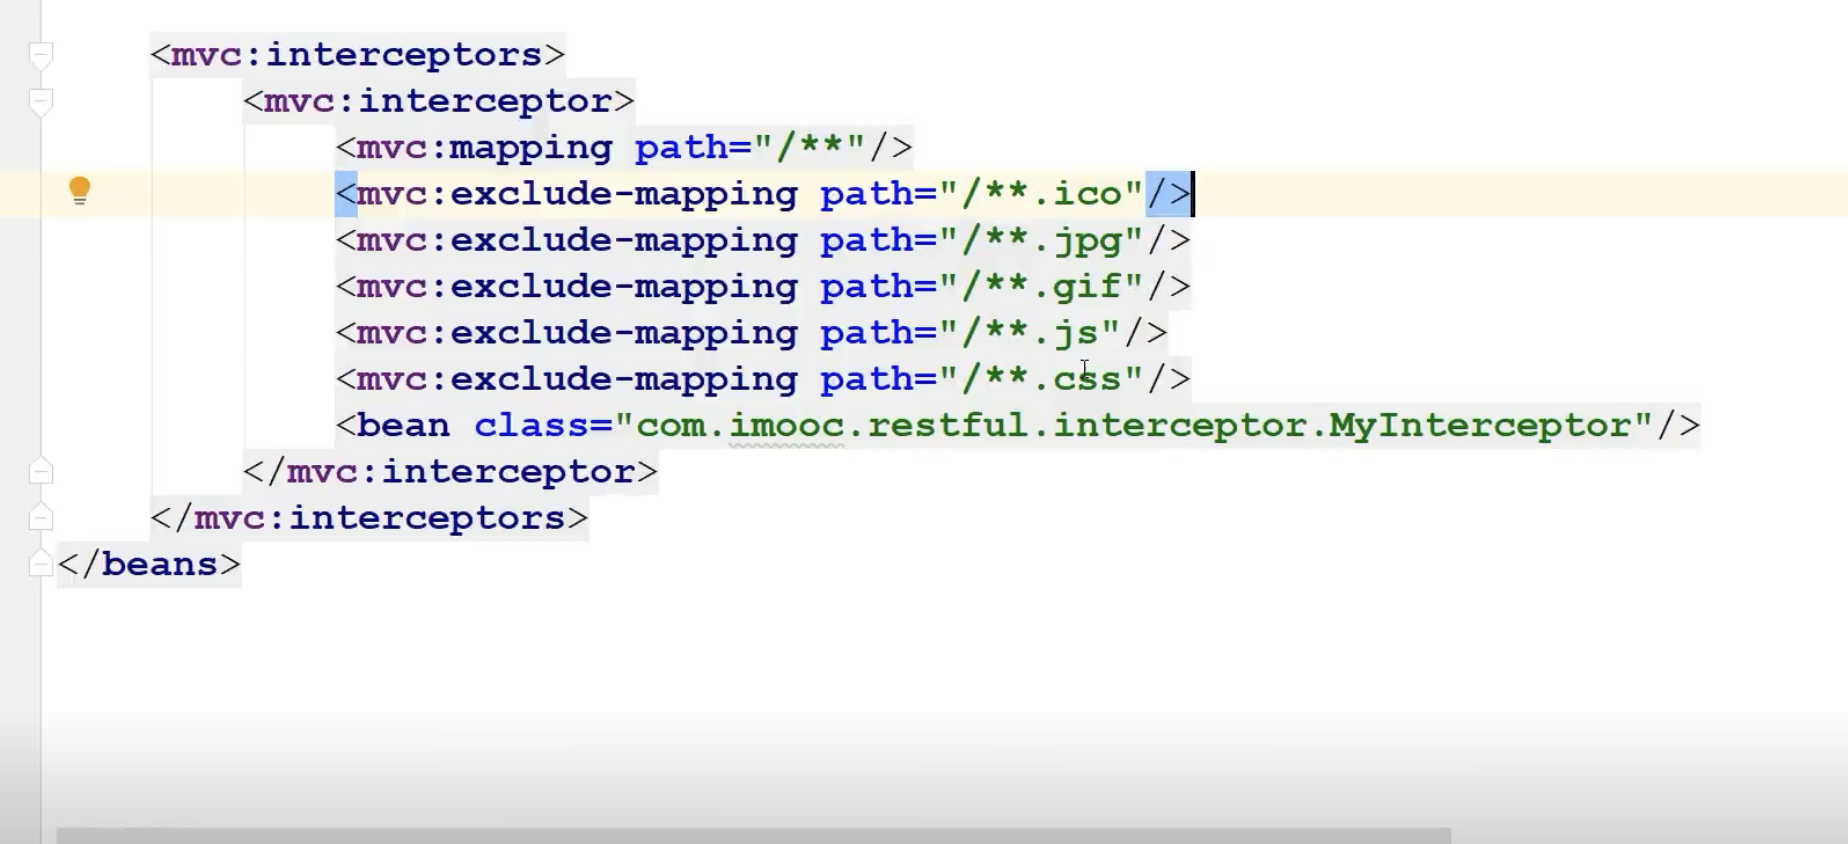 <mvc:interceptors>
<mvc:interceptor>
<mvc:mapping path="/**"/>
<mvc:exclude-mapping path="/**.ico"/>
<mvc:exclude-mapping path="/**.jpg"/>
<mvc:exclude-mapping path="/**.gif"/>
<mvc:exclude-mapping path="/**.js"/>
<mvc:exclude-mapping path="/**.css"/>
<bean class="com.imooc.restful.interceptor.MyInterceptor"/>
</mvc:interceptor>
</mvc:interceptors>
</beans>